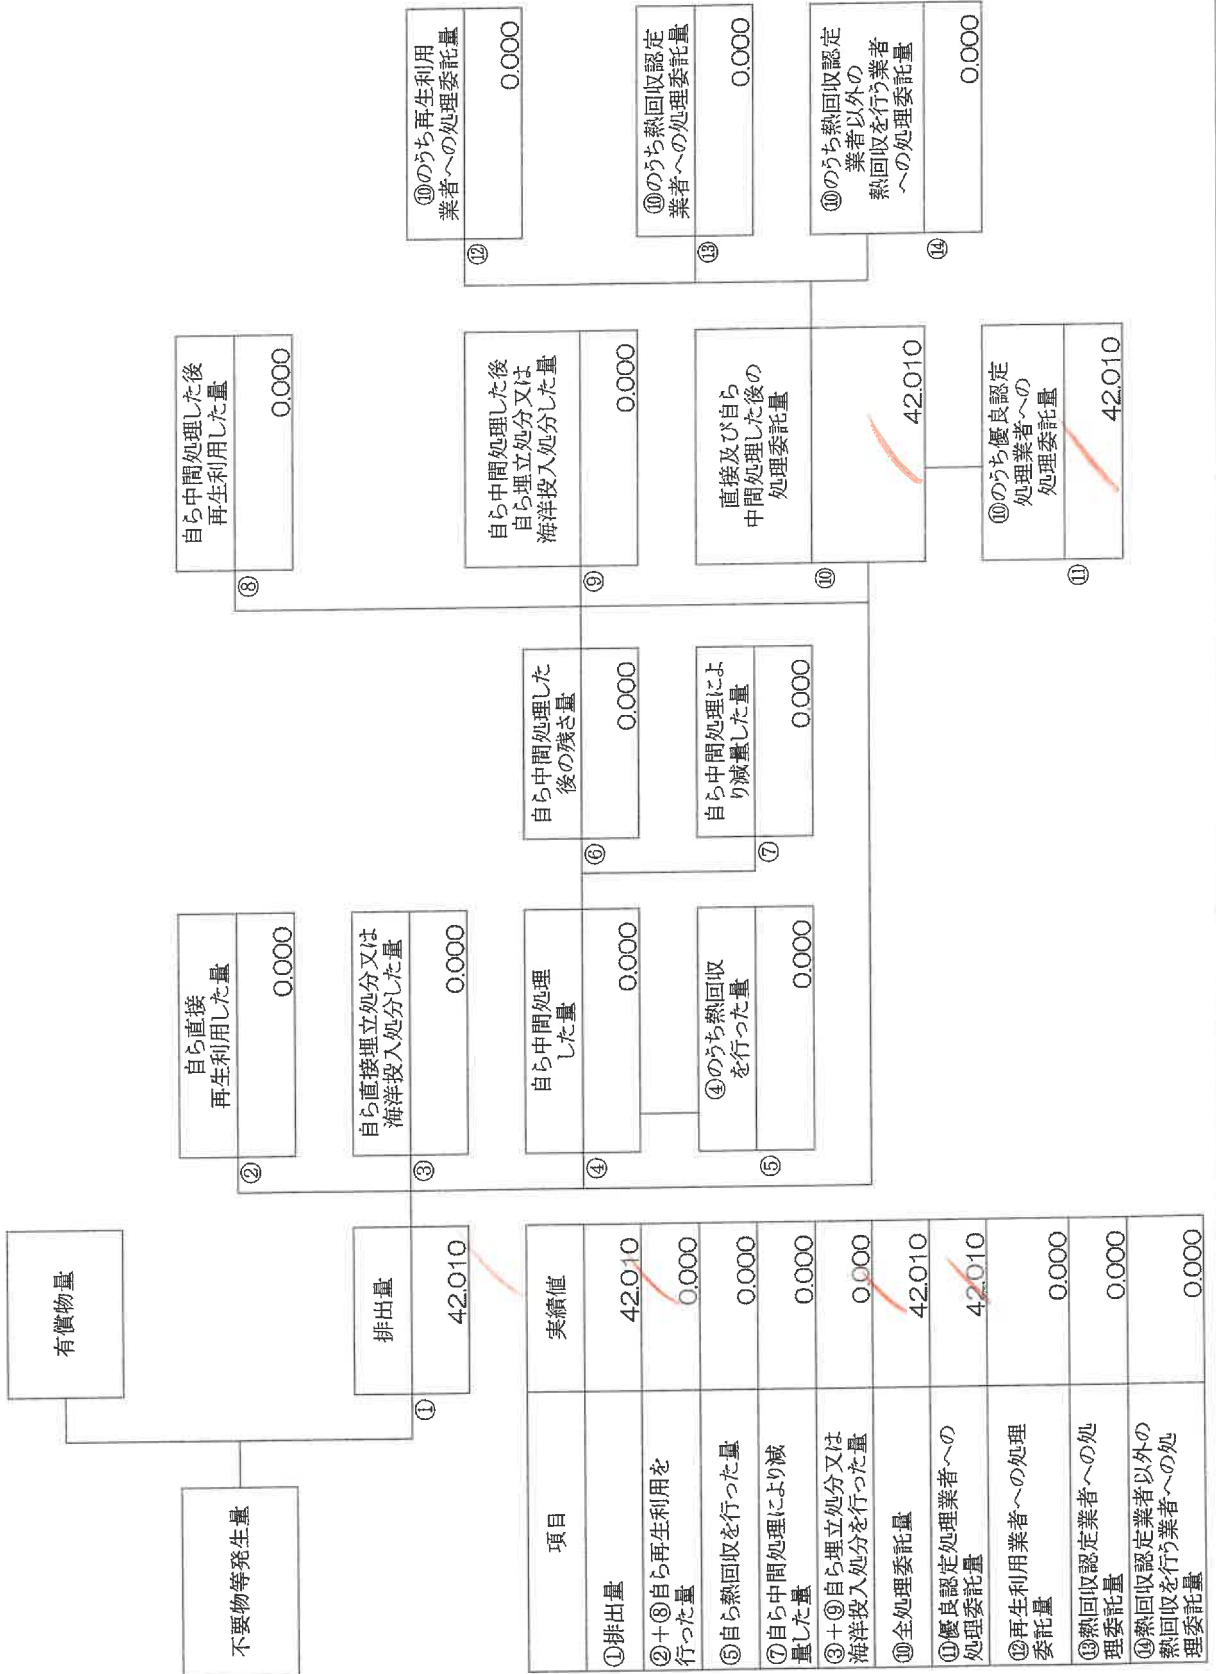 不要物等発生量
有償物量
①
排出量
42.010
②
自ら直接
再生利用した量
0.000
③
自ら直接埋立処分又は
海洋投入処分した量
0.000
④
自ら中間処理
した量
0.000
⑤
④のうち熱回収
を行った量
0.000
⑥
自ら中間処理した
後の残さ量
0.000
⑦
自ら中間処理によ
り減量した量
0.000
⑧
自ら中間処理した後
再生利用した量
0.000
⑨
自ら中間処理した後
自ら埋立処分又は
海洋投入処分した量
0.000
⑩
直接及び自ら
中間処理した後の
処理委託量
42.010
⑪
⑩のうち優良認定
処理業者への
処理委託量
42.010
⑫
⑩のうち再生利用
業者への処理委託量
0.000
⑬
⑩のうち熱回収認定
業者への処理委託量
0.000
⑭
⑩のうち熱回収認定
業者以外の
熱回収を行う業者
への処理委託量
0.000
項目 実績値
①排出量 42.010
②+⑧自ら再生利用を
行った量 0.000
⑤自ら熱回収を行った量 0.000
⑦自ら中間処理により減
量した量 0.000
③+⑨自ら埋立処分又は
海洋投入処分を行った量 0.000
⑩全処理委託量 42.010
⑪優良認定処理業者への
処理委託量 42.010
⑫再生利用業者への処理
委託量 0.000
⑬熱回収認定業者への処
理委託量 0.000
⑭熱回収認定業者以外の
熱回収を行う業者への処
理委託量 0.000